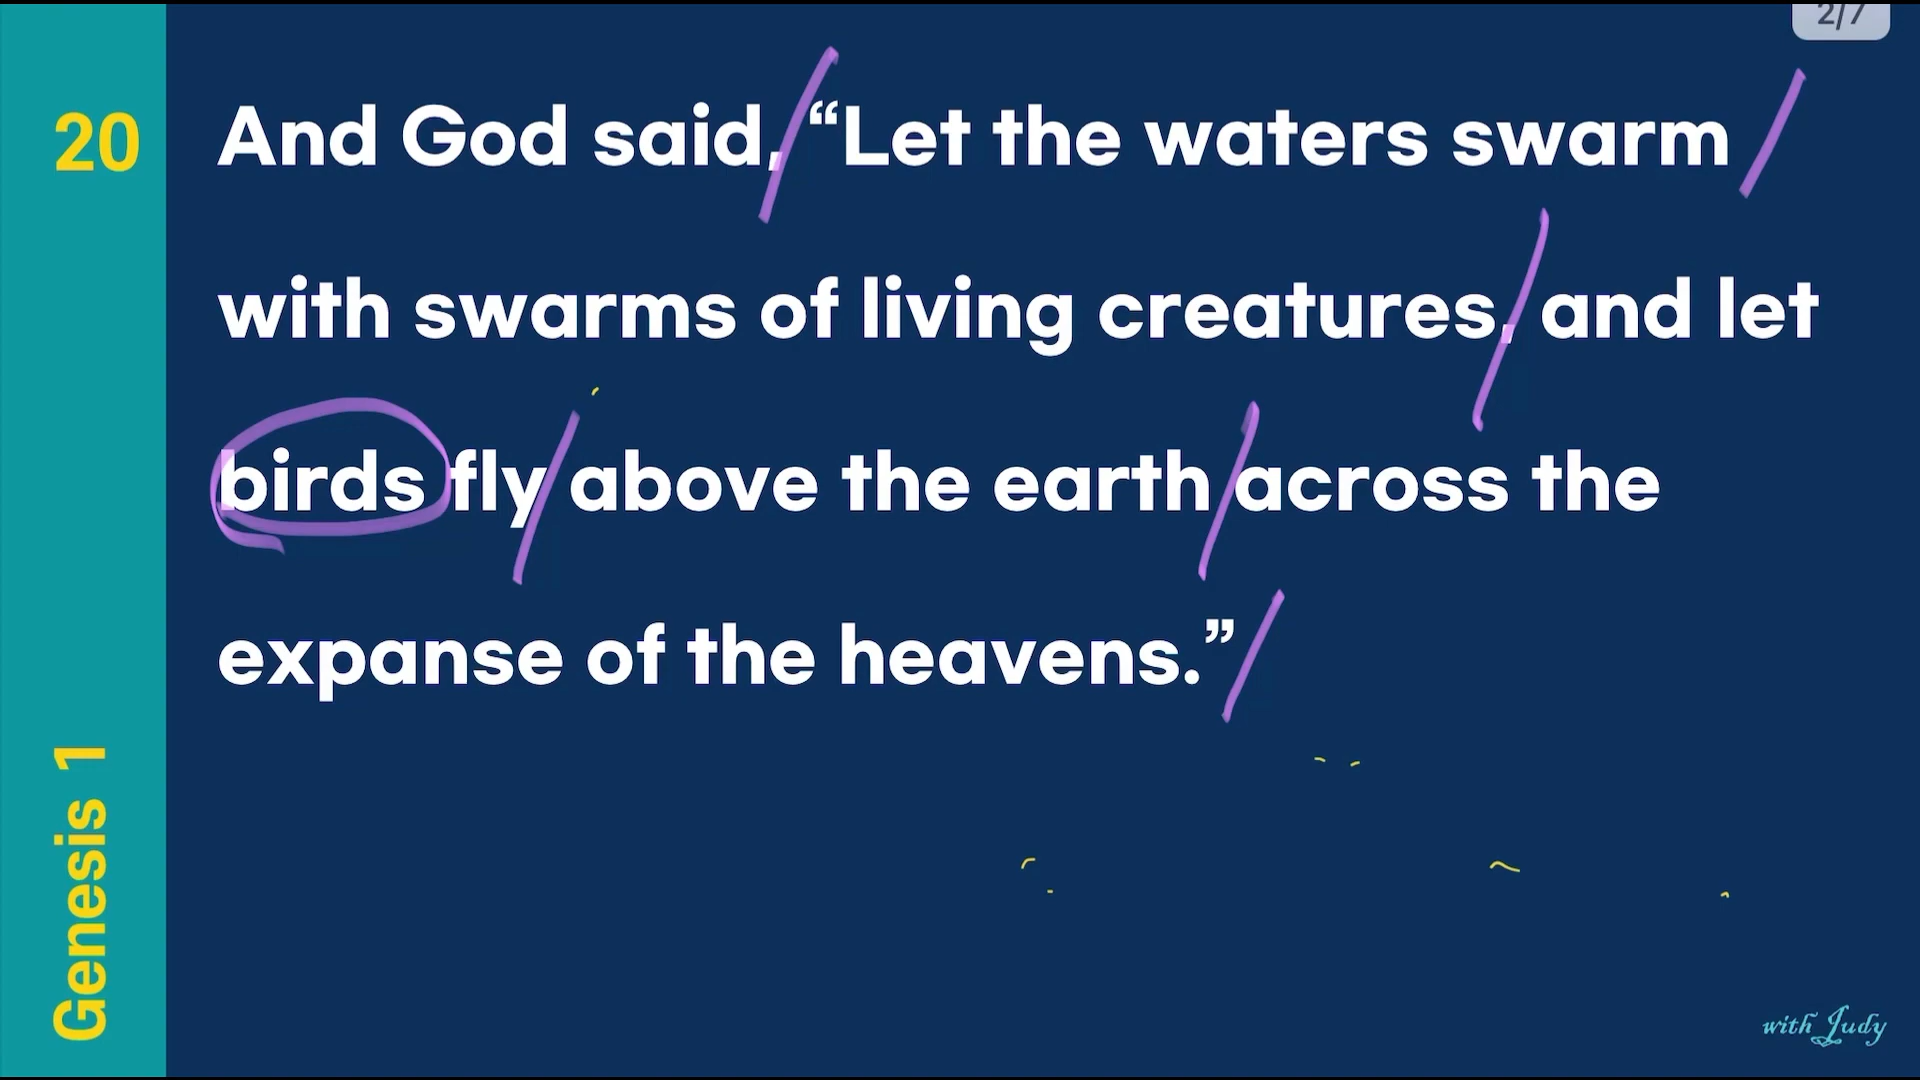 2/7
20
And God said, “Let the waters swarm
with swarms of living creatures, and let
birds fly above the earth across the
expanse of the heavens.”
Genesis 1
with Judy